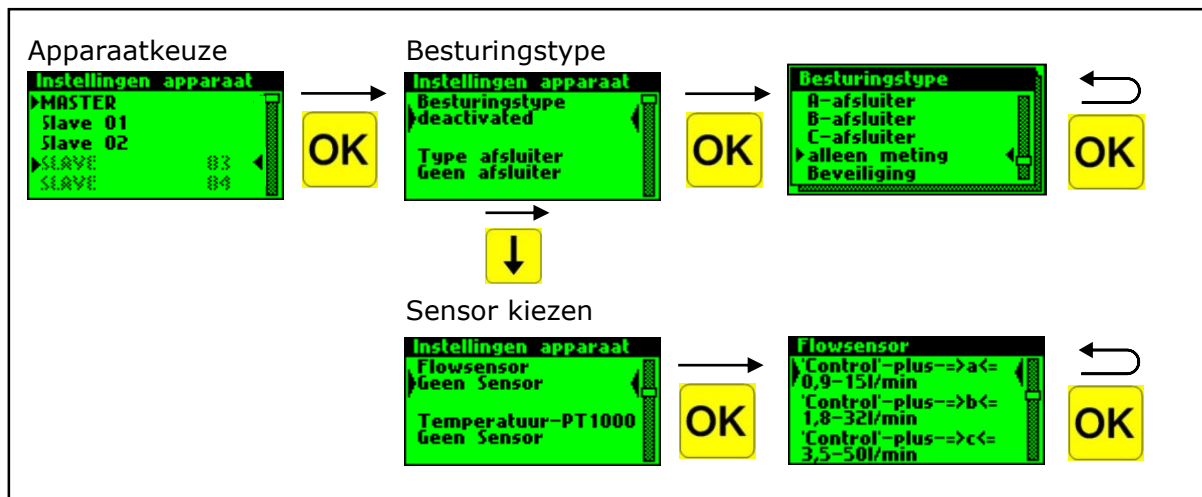 Apparaatkeuze
Instellingen apparaat
MASTER
Slave 01
Slave 02
SLAVE 03
SLAVE 04
OK
Besturingstype
Instellingen apparaat
Besturingstype
deactivated
Type afsluiter
Geen afsluiter
OK
Besturingstype
A-afsluiter
B-afsluiter
C-afsluiter
alleen meting
Beveiliging
OK
Sensor kiezen
Instellingen apparaat
Flowsensor
Geen Sensor
Temperatuur-PT1000
Geen Sensor
OK
Flowsensor
'Control'-plus-=>a<=
0,9-15l/min
'Control'-plus-=>b<=
1,8-32l/min
'Control'-plus-=>c<=
3,5-50l/min
OK